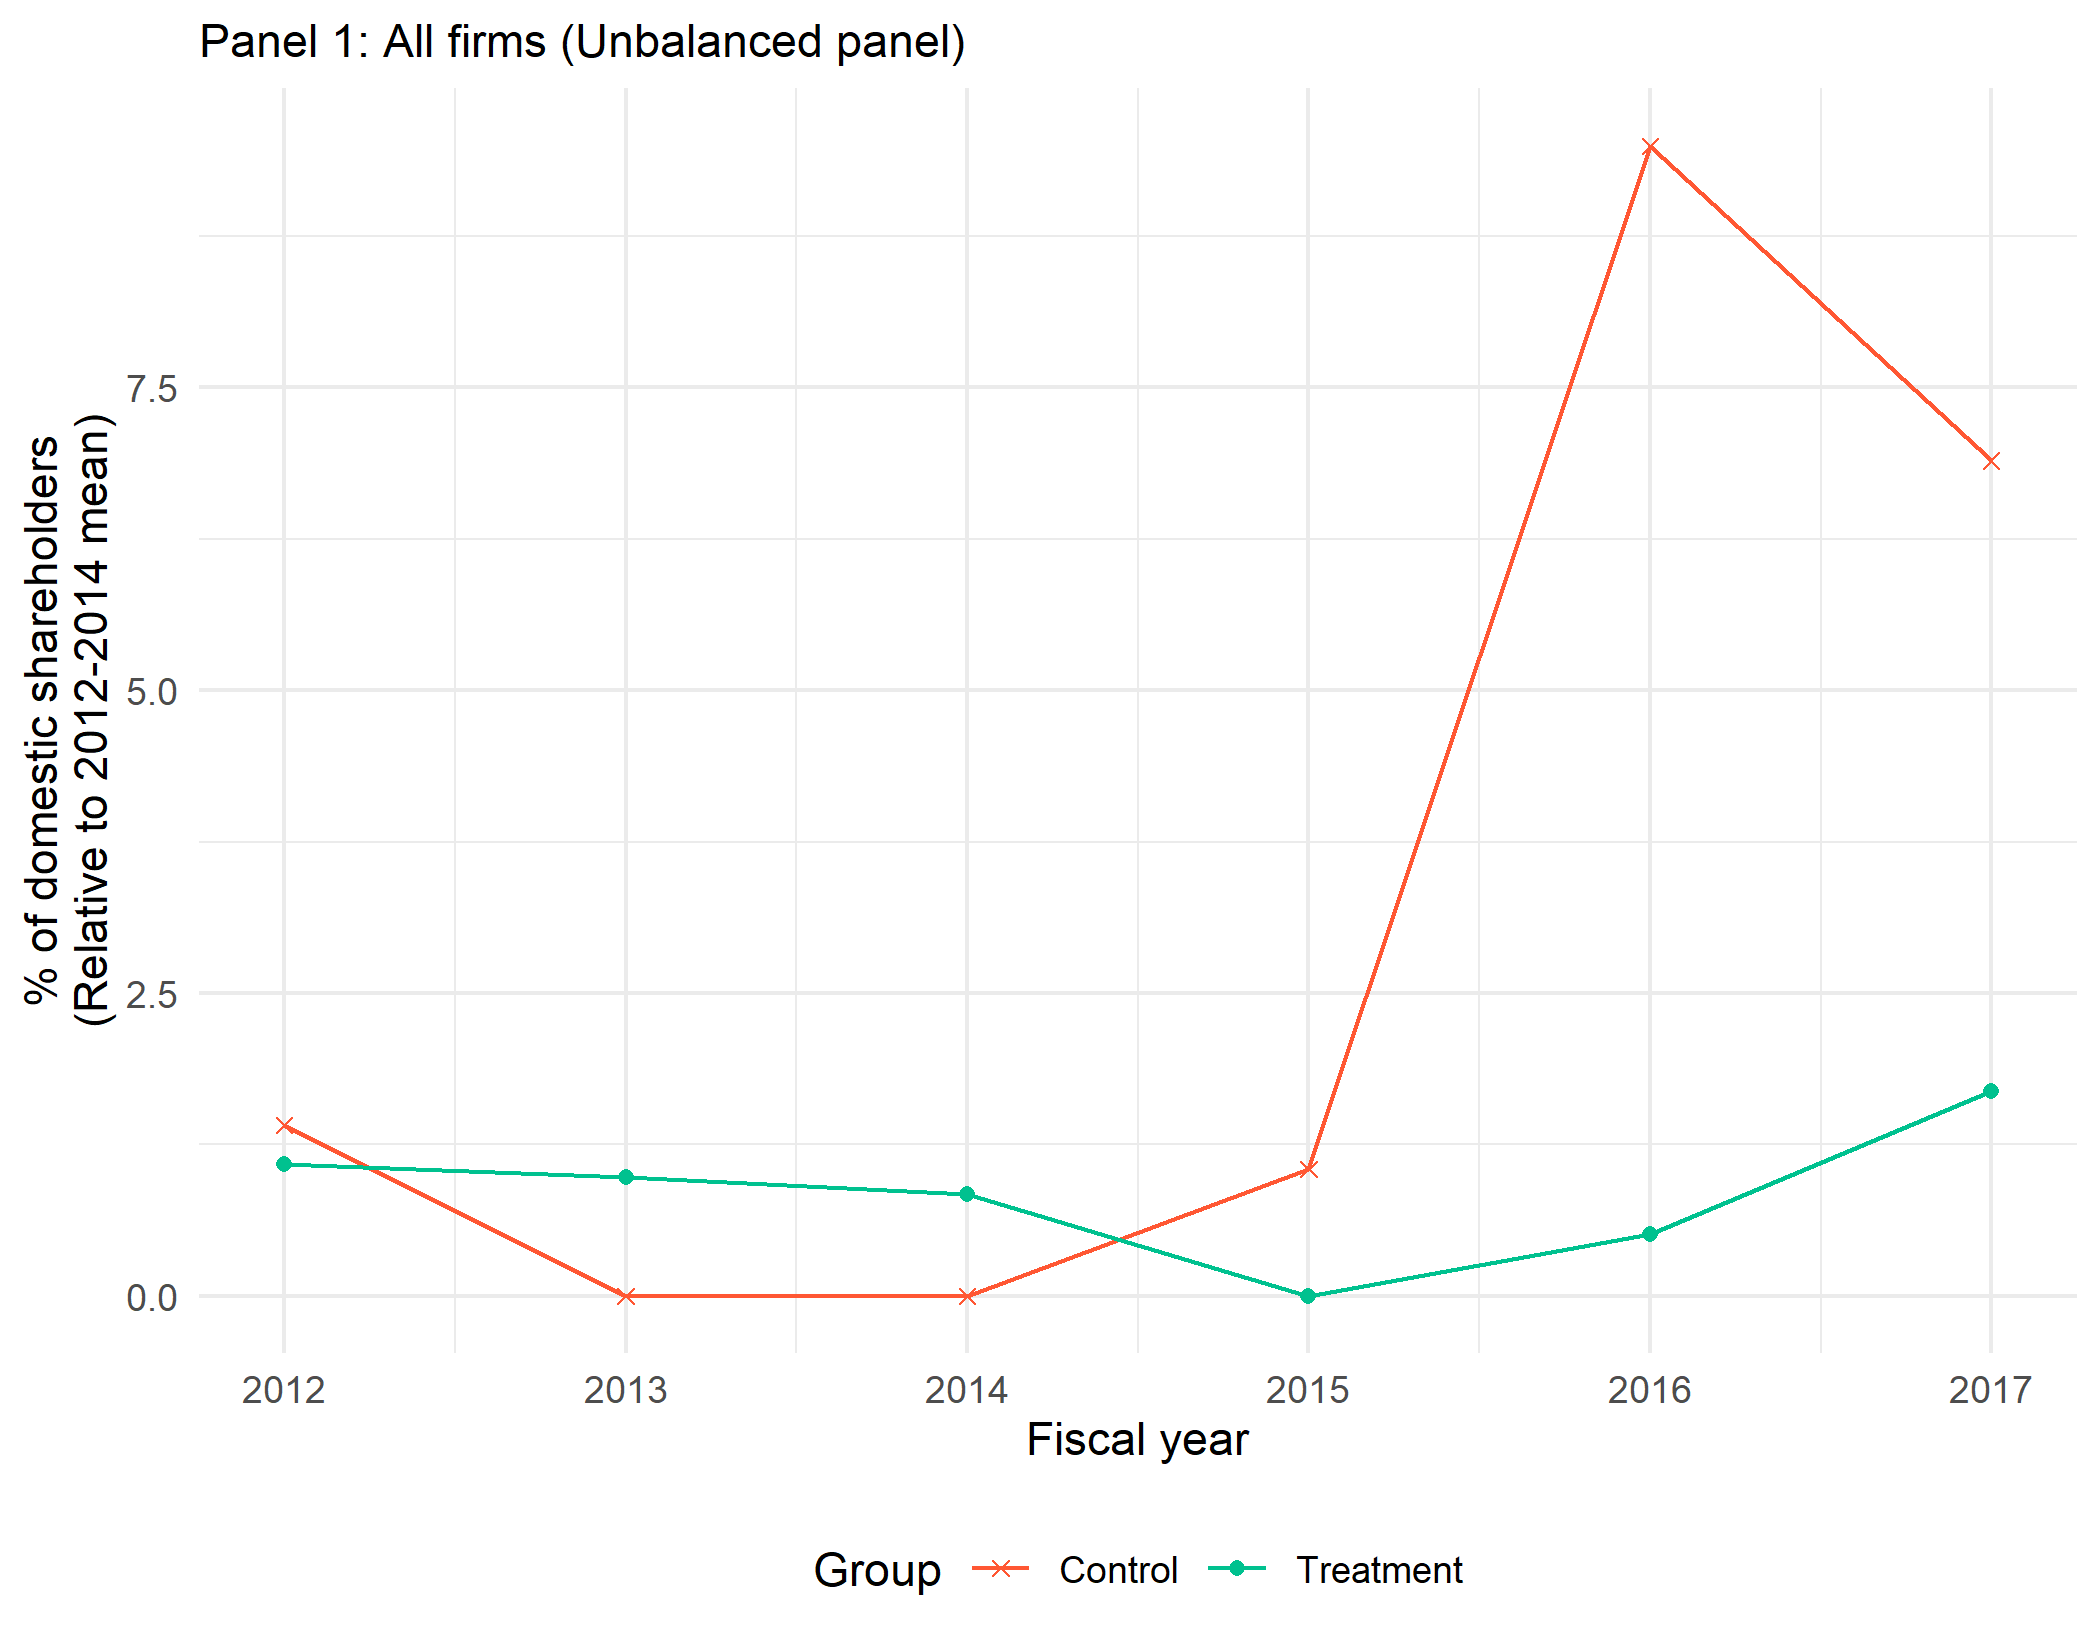 Panel 1: All firms (Unbalanced panel)
% of domestic shareholders
(Relative to 2012-2014 mean)
7.5
5.0
2.5
0.0
2012 2013 2014 2015 2016 2017
Fiscal year
Group Control Treatment